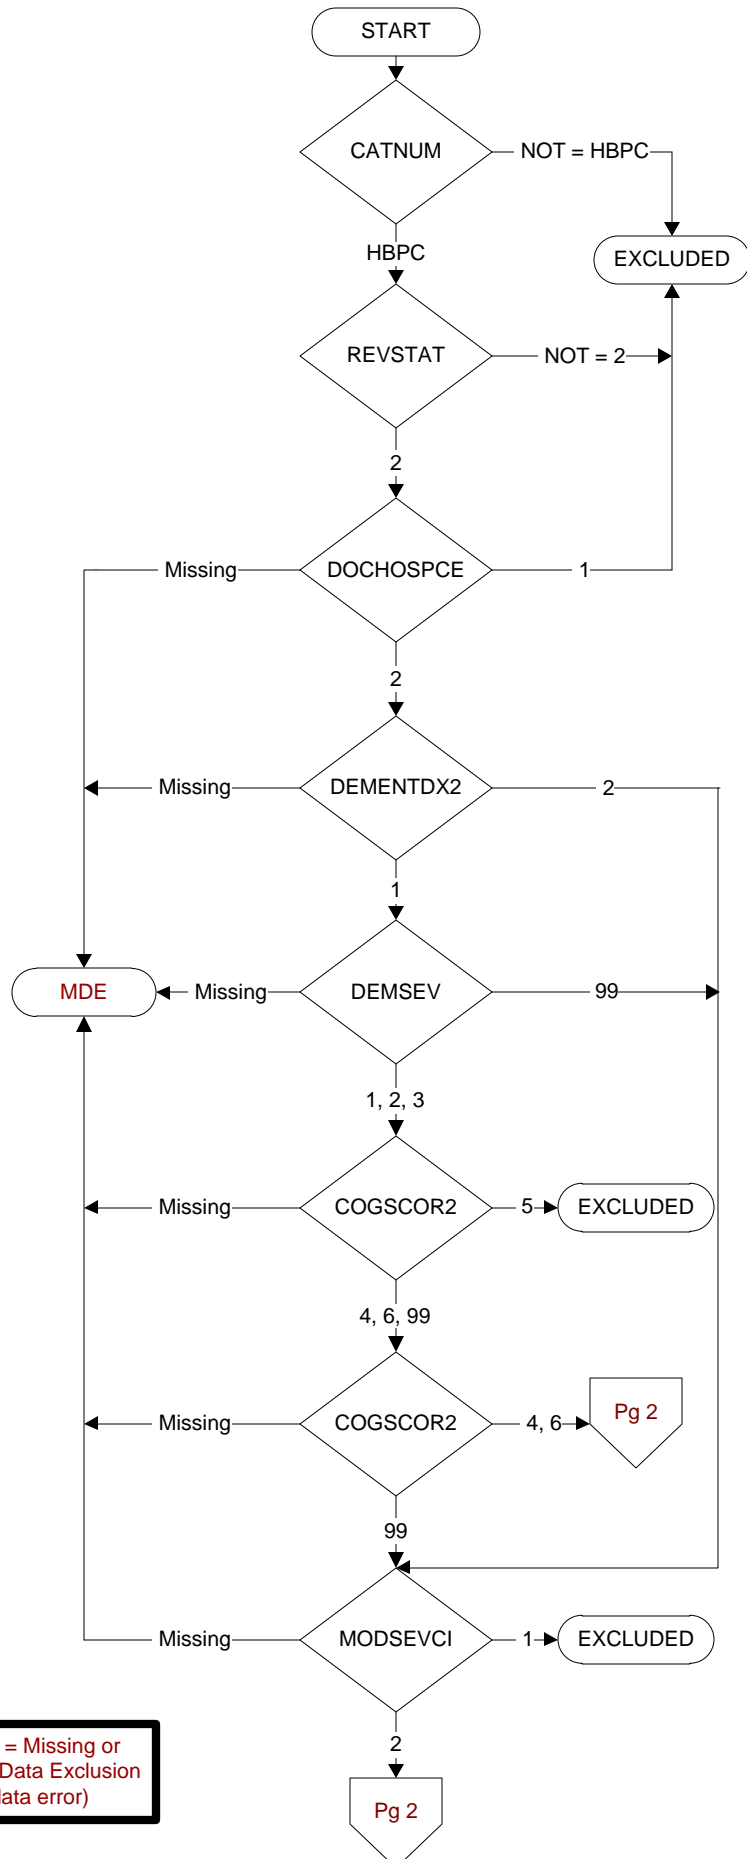 START
CATNUM
NOT = HBPC
HBPC
EXCLUDED
REVSTAT
NOT = 2
2
Missing
DOCHOSPCE
1
2
Missing
DEMENTDX2
2
1
MDE
Missing
DEMSEV
99
1, 2, 3
Missing
COGSCOR2
5
EXCLUDED
4, 6, 99
Missing
COGSCOR2
4, 6
Pg 2
99
Missing
MODSEVCI
1
EXCLUDED
= Missing or
Data Exclusion
data error)
2
Pg 2